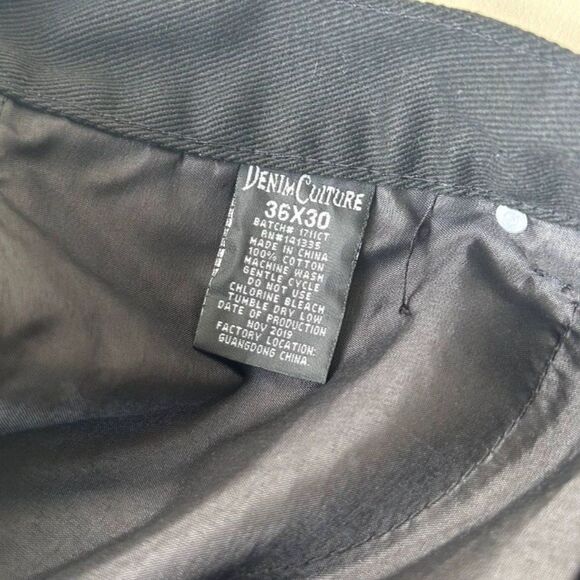 DENIM CULTURE
36X30
BATCH# 1711CT
RN#141335
MADE IN CHINA
100% COTTON
MACHINE WASH
GENTLE CYCLE
DO NOT USE
CHLORINE BLEACH
TUMBLE DRY LOW
DATE OF PRODUCTION
NOV 2019
FACTORY LOCATION:
GUANGDONG CHINA.